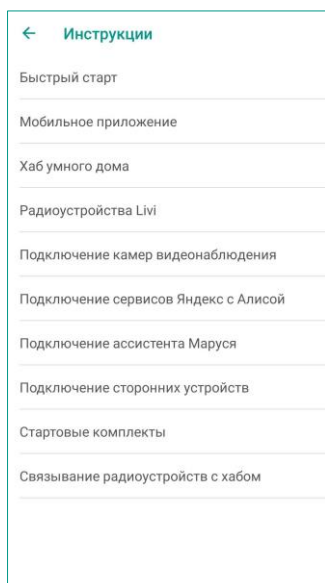 Инструкции
Быстрый старт
Мобильное приложение
Хаб умного дома
Радиоустройства Livi
Подключение камер видеонаблюдения
Подключение сервисов Яндекс с Алисой
Подключение ассистента Маруся
Подключение сторонних устройств
Стартовые комплекты
Связывание радиоустройств с хабом